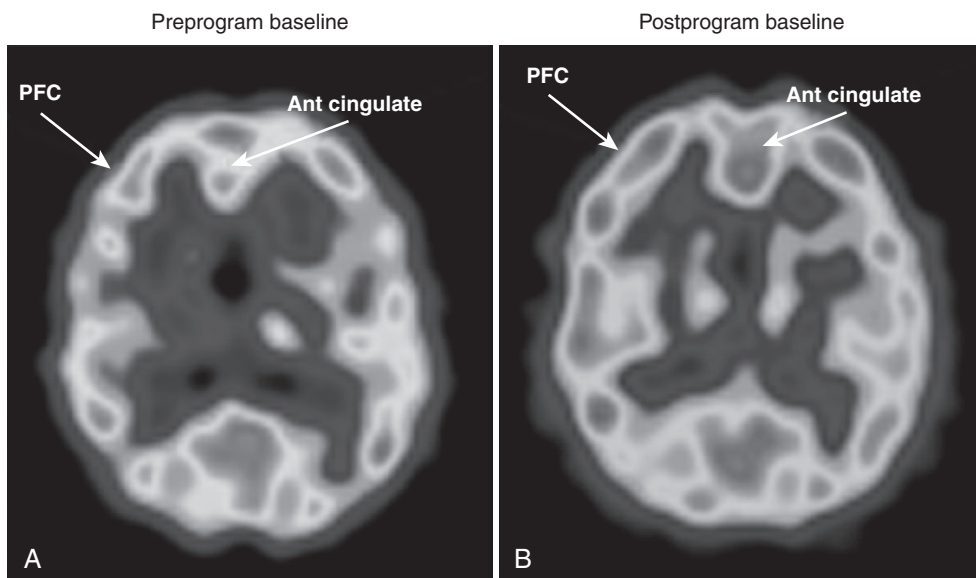 Preprogram baseline
Postprogram baseline
PFC
Ant cingulate
A
PFC
Ant cingulate
B